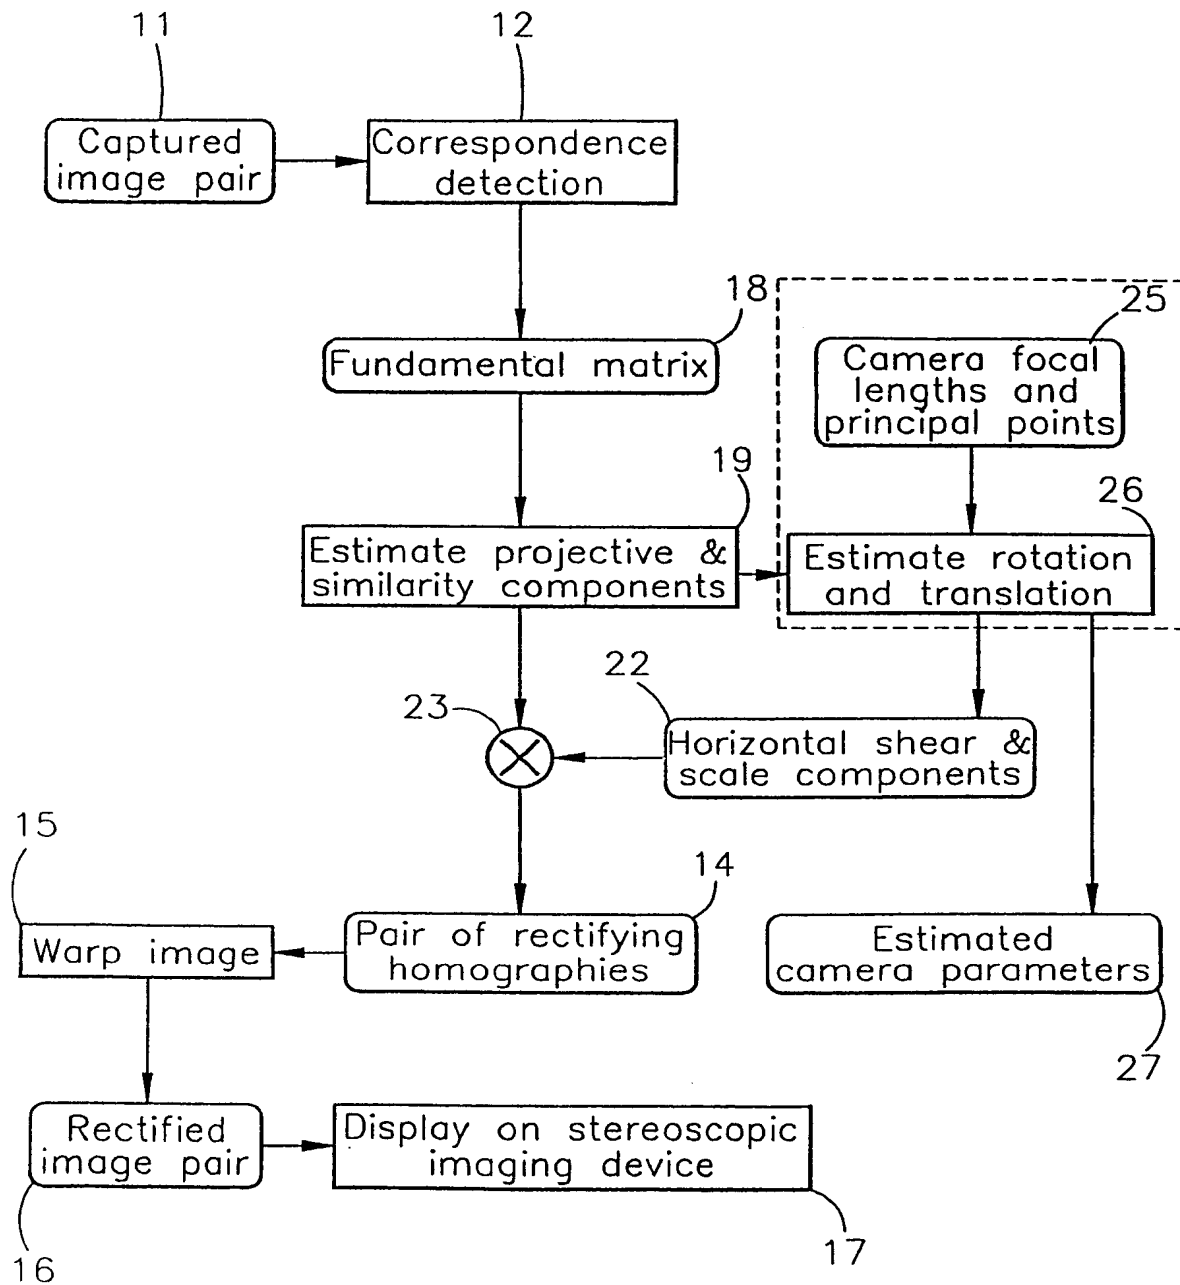 11
12
Captured
image pair
Correspondence
detection
18
25
Fundamental matrix
Camera focal
lengths and
principal points
19
26
Estimate projective &
similarity components
Estimate rotation
and translation
22
23
Horizontal shear &
scale components
15
14
Warp image
Pair of rectifying
homographies
Estimated
camera parameters
27
Rectified
image pair
Display on stereoscopic
imaging device
16
17